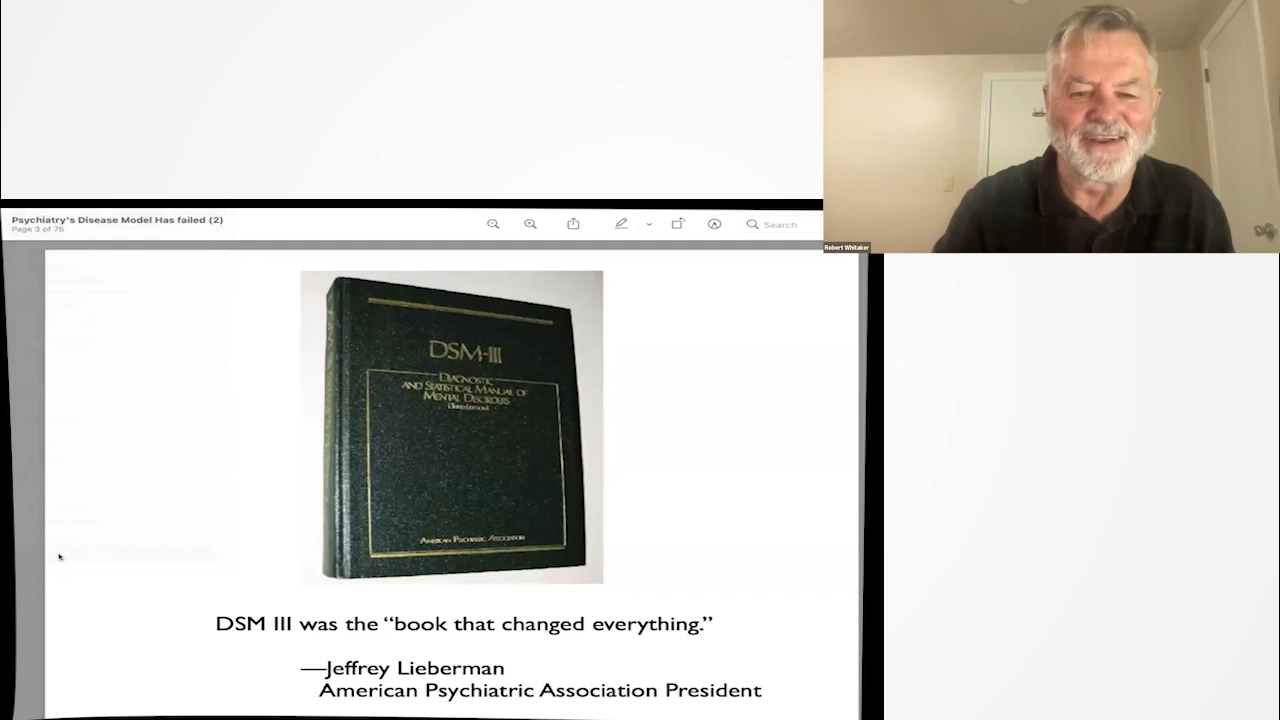 Psychiatry's Disease Model Has failed (2)
Page 3 of 75
Search
Robert Whitaker
DSM-III
DIAGNOSTIC
AND STATISTICAL MANUAL OF
MENTAL DISORDERS
(THIRD EDITION)
AMERICAN PSYCHIATRIC ASSOCIATION
DSM III was the “book that changed everything.”
—Jeffrey Lieberman
American Psychiatric Association President